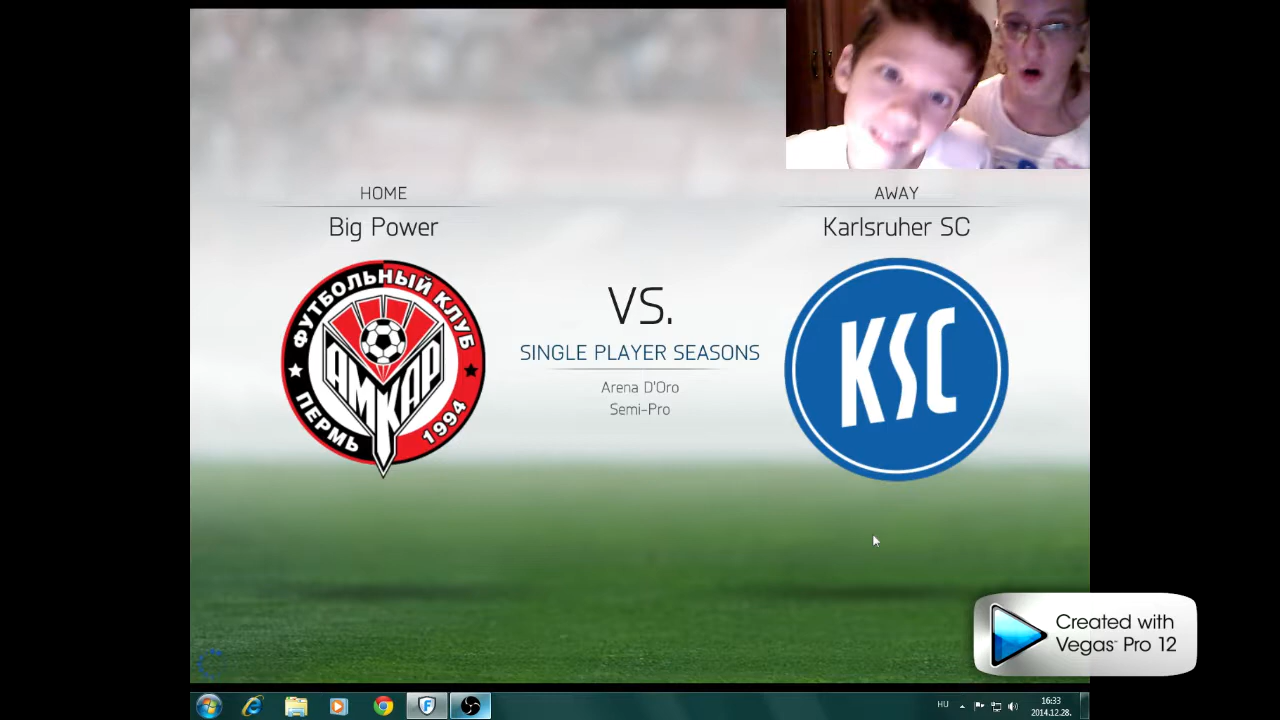 HOME
Big Power
ФУТБОЛЬНЫЙ КЛУБ
АМКАР
ПЕРМЬ
1994
VS.
SINGLE PLAYER SEASONS
Arena D'Oro
Semi-Pro
AWAY
Karlsruher SC
KSC
Created with
Vegas™ Pro 12
HU
16:33
2014.12.28.